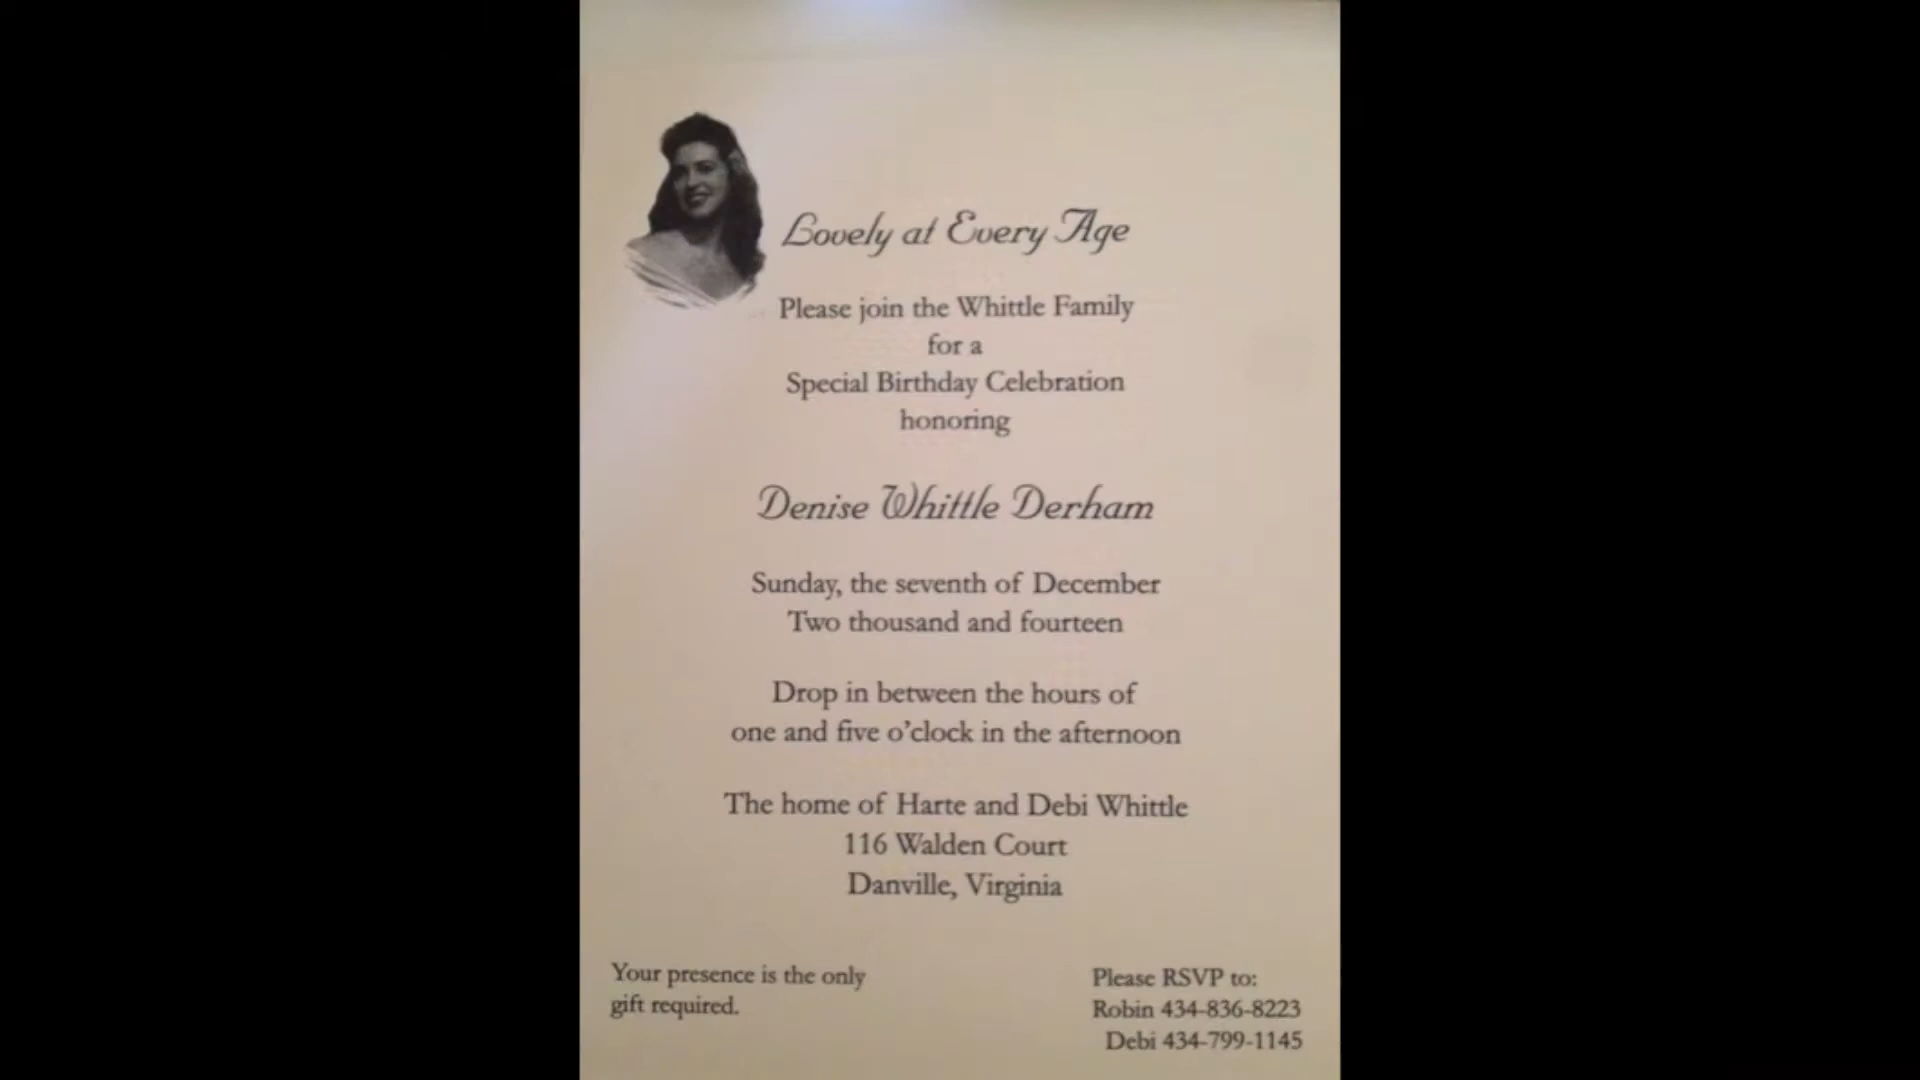 Lovely at Every Age
Please join the Whittle Family
for a
Special Birthday Celebration
honoring
Denise Whittle Derham
Sunday, the seventh of December
Two thousand and fourteen
Drop in between the hours of
one and five o'clock in the afternoon
The home of Harte and Debi Whittle
116 Walden Court
Danville, Virginia
Your presence is the only
gift required.
Please RSVP to:
Robin 434-836-8223
Debi 434-799-1145